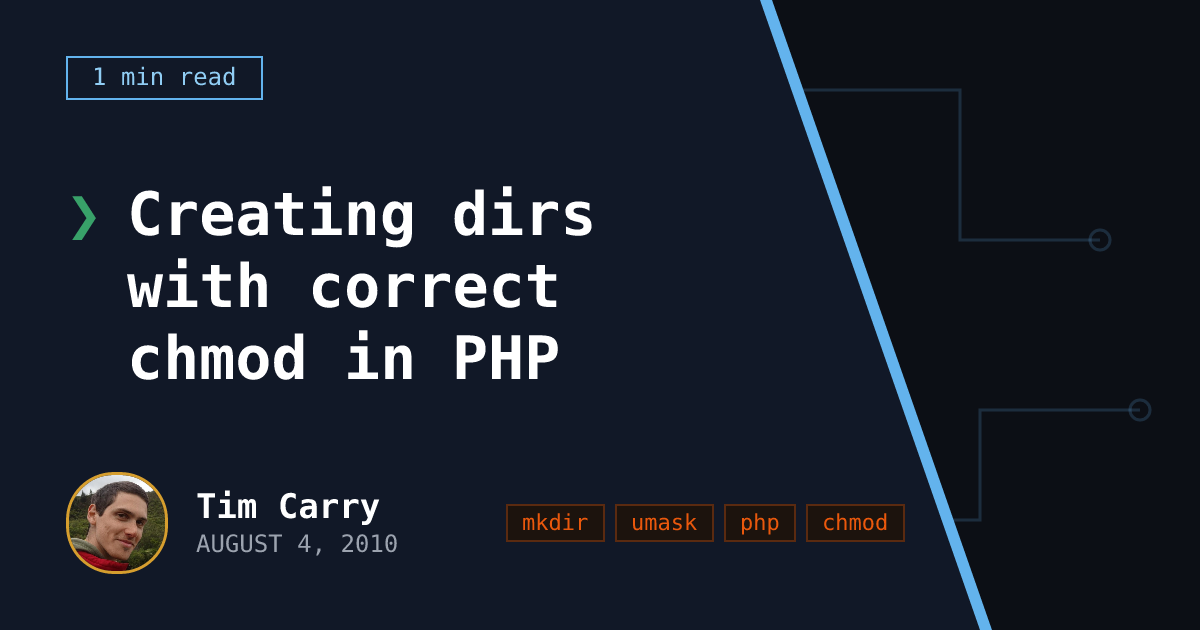 1 min read
❯ Creating dirs
with correct
chmod in PHP
Tim Carry
AUGUST 4, 2010
mkdir umask php chmod